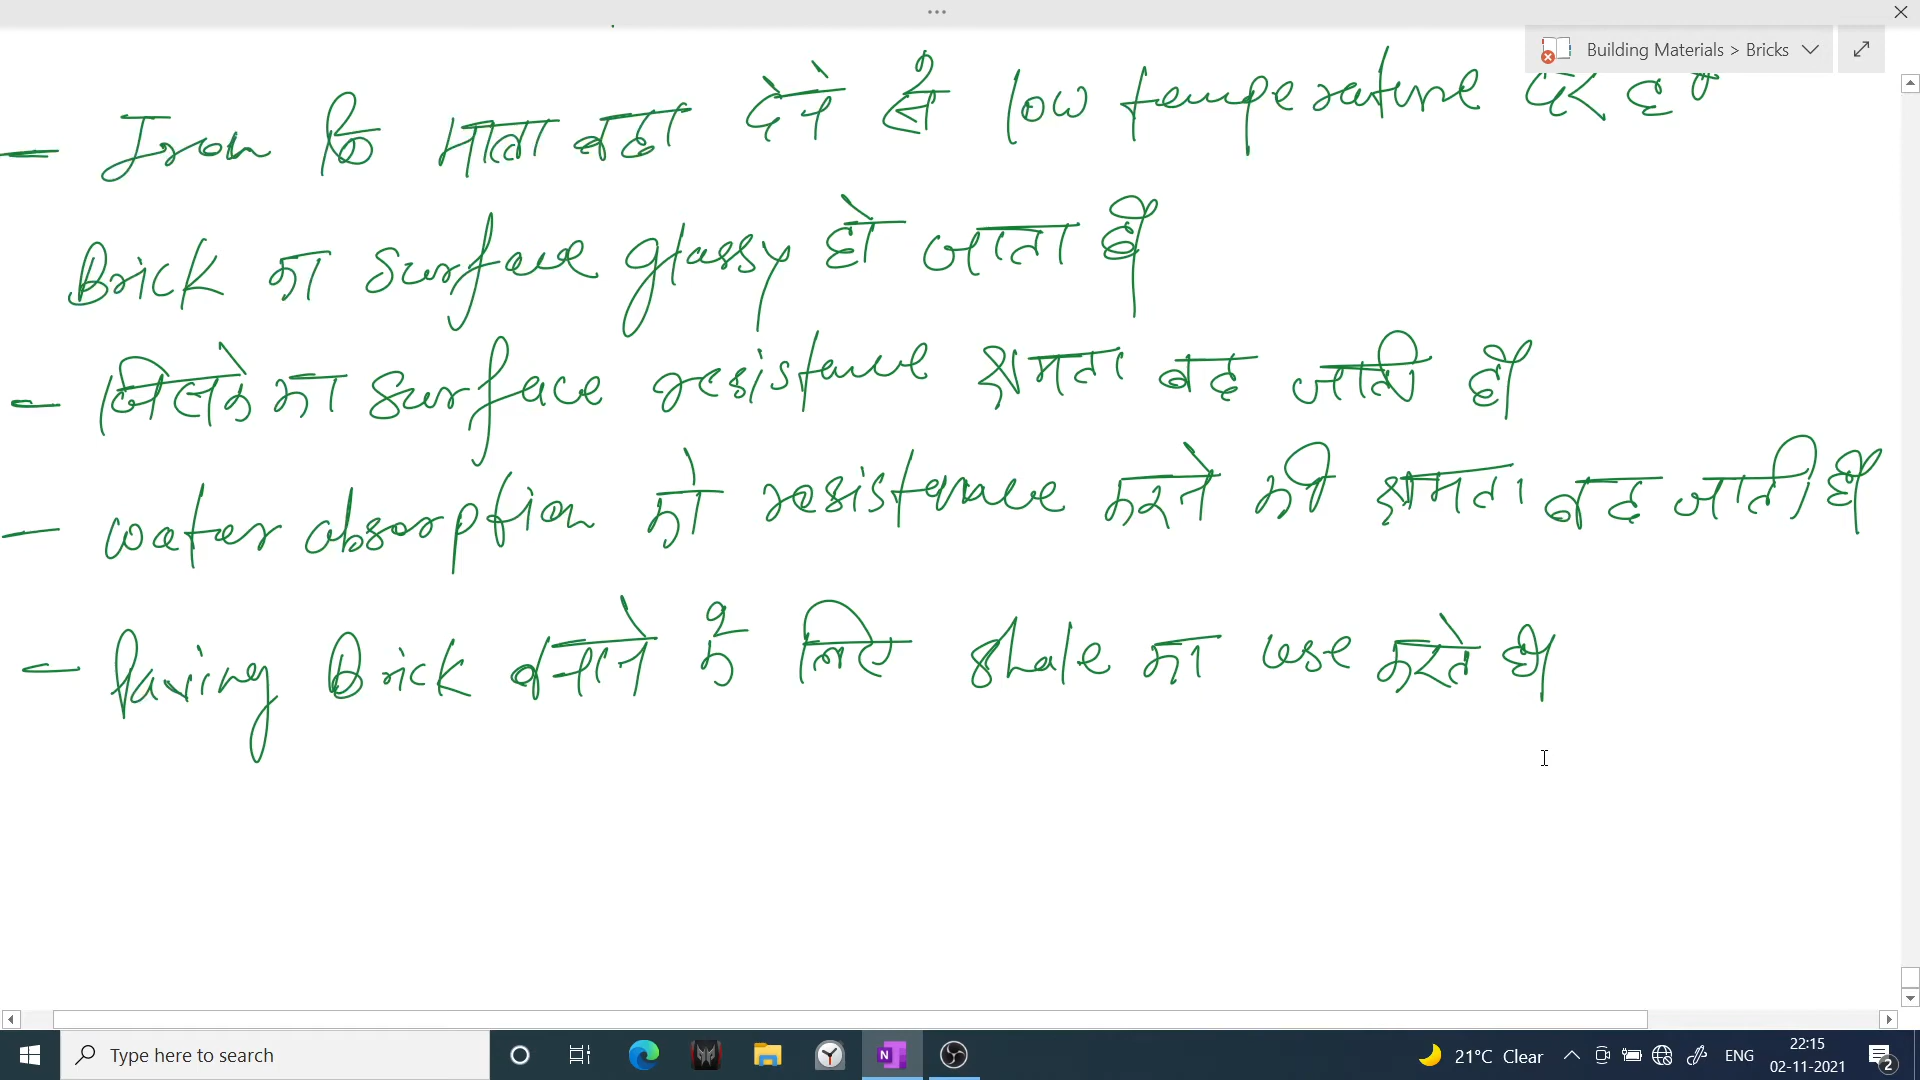 Building Materials > Bricks
- Iron कि मात्रा बढा देने से low temperature पर ही
Brick का surface glassy हो जाता है
- जिसके का surface resistance क्षमता बढ जाती है
- water absorption को resistance करने की क्षमता बढ जाती है
- Paving Brick बनाने के लिए Shale का use करते है
Type here to search
21°C Clear
ENG
22:15
02-11-2021
2